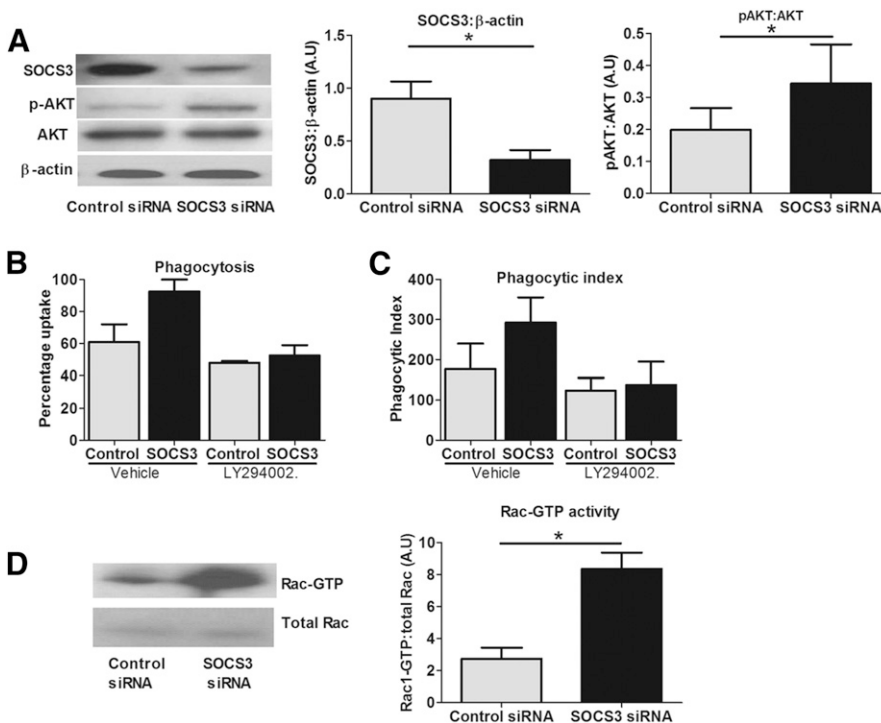 A
SOCS3
p-AKT
AKT
β-actin
Control siRNA SOCS3 siRNA
SOCS3:β-actin
*
SOCS3:β-actin (A.U)
1.5
1.0
0.5
0.0
Control siRNA SOCS3 siRNA
pAKT:AKT
*
pAKT:AKT (A.U)
0.5
0.4
0.3
0.2
0.1
0.0
Control siRNA SOCS3 siRNA
B
Phagocytosis
Percentage uptake
100
80
60
40
20
0
Control SOCS3 Control SOCS3
Vehicle LY294002.
C
Phagocytic index
Phagocytic Index
400
300
200
100
0
Control SOCS3 Control SOCS3
Vehicle LY294002.
D
Rac-GTP
Total Rac
Control SOCS3
siRNA siRNA
Rac-GTP activity
*
Rac1-GTP:total Rac (A.U)
10
8
6
4
2
0
Control siRNA SOCS3 siRNA